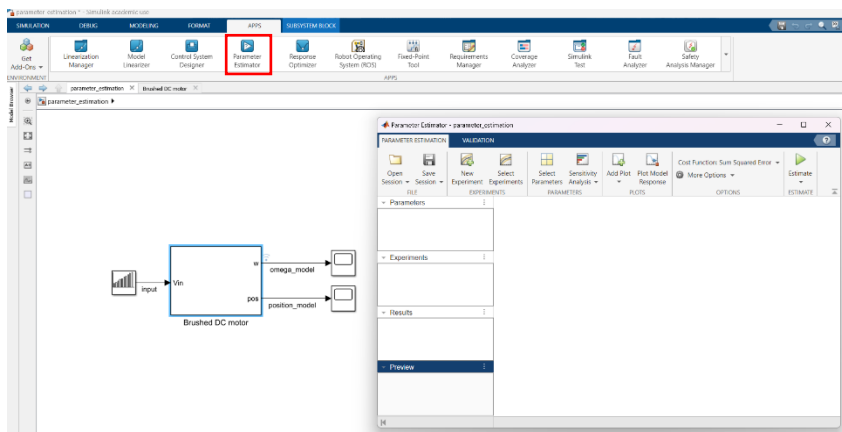 parameter_estimation * - Simulink academic use
SIMULATION DEBUG MODELING FORMAT APPS SUBSYSTEM BLOCK
Get Add-Ons
Linearization Manager
Model Linearizer
Control System Designer
Parameter Estimator
Response Optimizer
Robot Operating System (ROS)
Fixed-Point Tool
Requirements Manager
Coverage Analyzer
Simulink Test
Fault Analyzer
Safety Analysis Manager
ENVIRONMENT APPS
parameter_estimation Brushed DC motor
parameter_estimation
Model Browser
Parameter Estimator - parameter_estimation
PARAMETER ESTIMATION VALIDATION
Open Session
Save Session
New Experiment
Select Experiments
Select Parameters
Sensitivity Analysis
Add Plot
Plot Model Response
Cost Function: Sum Squared Error
More Options
Estimate
FILE EXPERIMENTS PARAMETERS PLOTS OPTIONS ESTIMATE
Parameters
Experiments
Results
Preview
input
Vin
w
pos
omega_model
position_model
Brushed DC motor